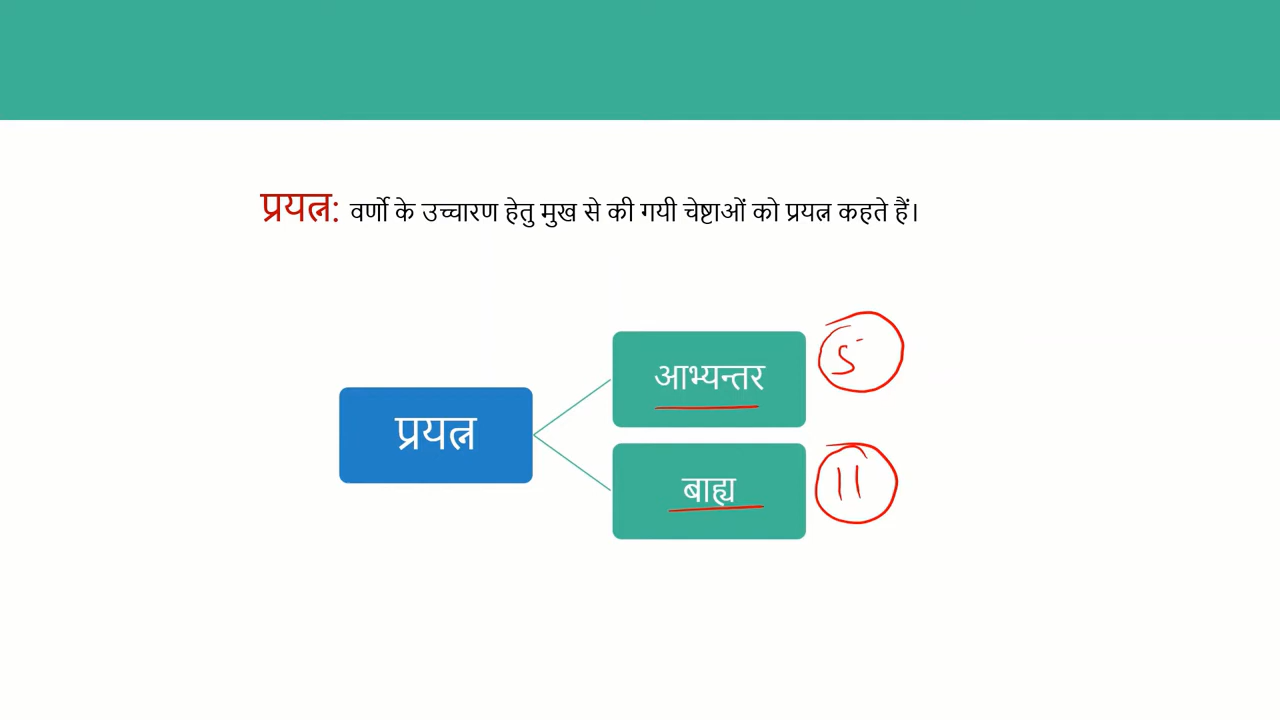 प्रयत्न: वर्णो के उच्चारण हेतु मुख से की गयी चेष्टाओं को प्रयत्न कहते हैं।
आभ्यन्तर 5
प्रयत्न
बाह्य 11